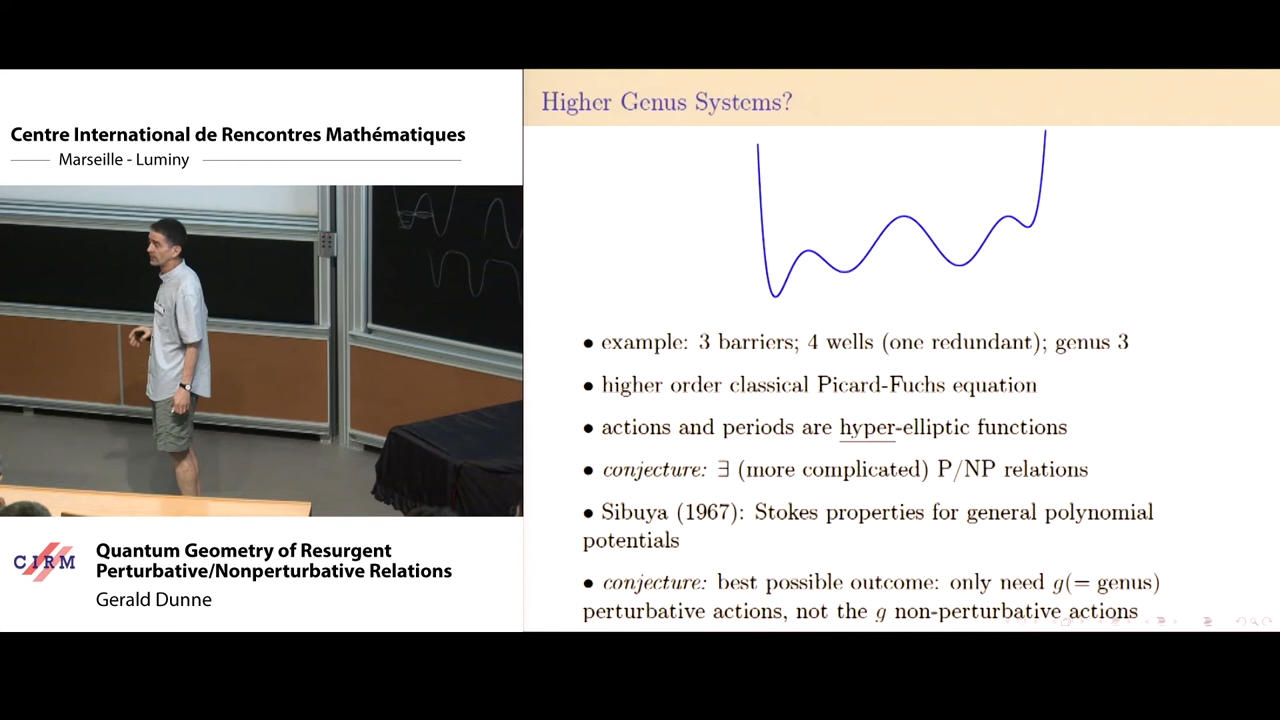 Centre International de Rencontres Mathématiques
Marseille - Luminy
CIRM
Quantum Geometry of Resurgent
Perturbative/Nonperturbative Relations
Gerald Dunne
Higher Genus Systems?
• example: 3 barriers; 4 wells (one redundant); genus 3
• higher order classical Picard-Fuchs equation
• actions and periods are hyper-elliptic functions
• conjecture: ∃ (more complicated) P/NP relations
• Sibuya (1967): Stokes properties for general polynomial
potentials
• conjecture: best possible outcome: only need g(= genus)
perturbative actions, not the g non-perturbative actions